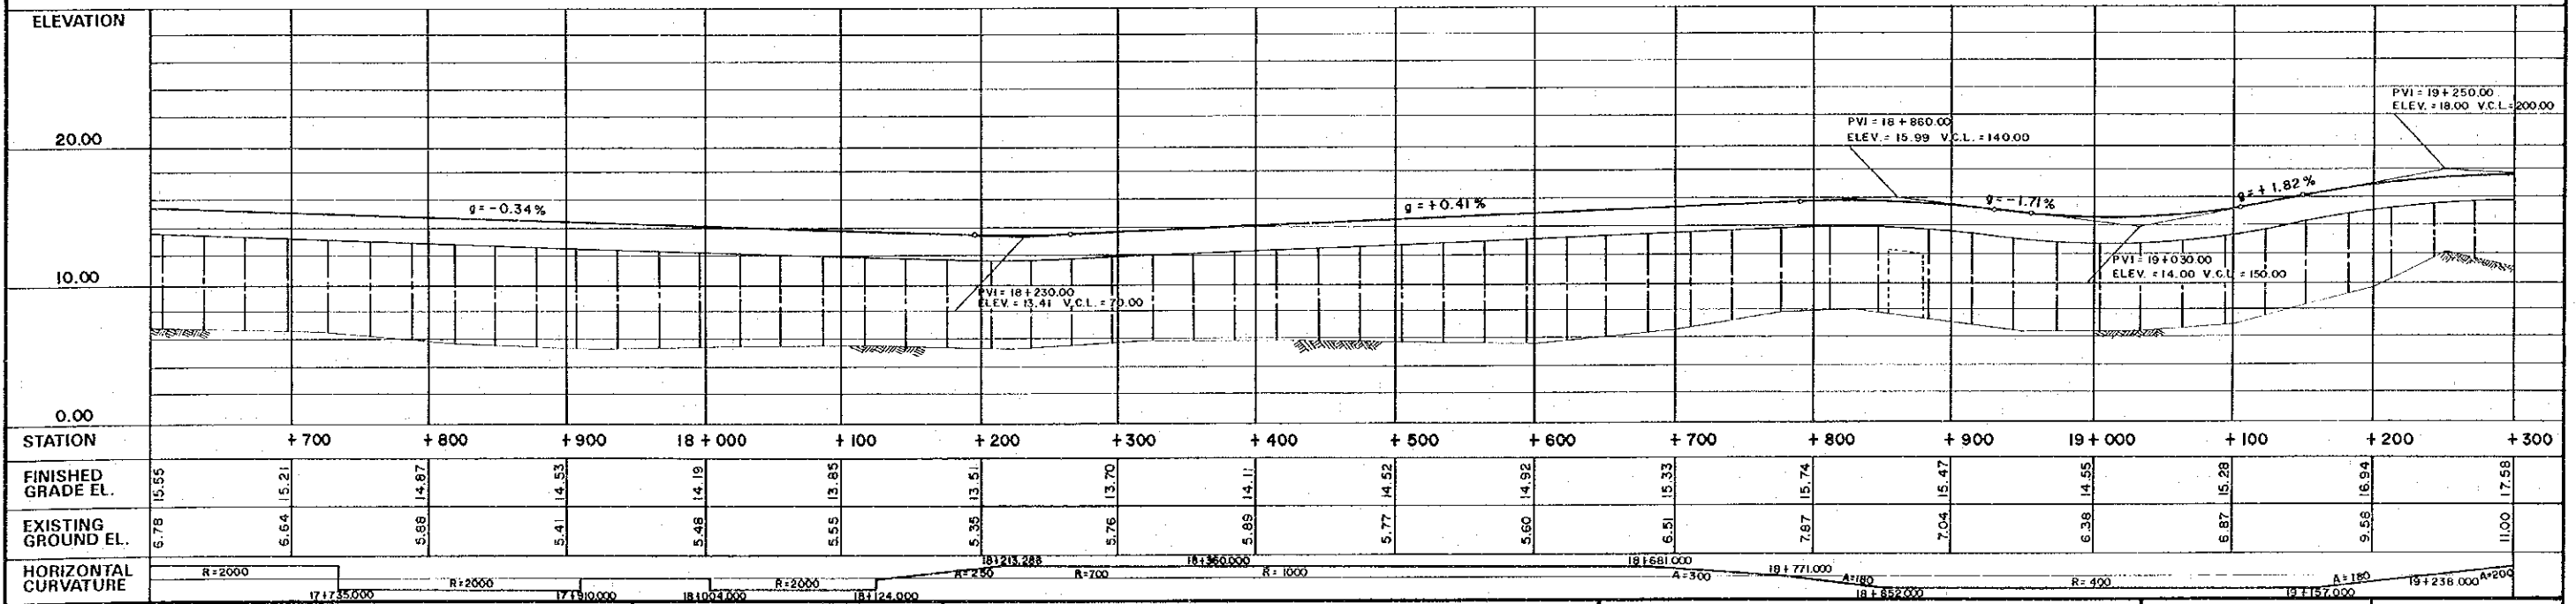 ELEVATION
20.00
10.00
0.00
g=-0.34%
PVI = 18+230.00
ELEV. = 13.41 V.C.L. = 70.00
g=+0.41%
PVI = 18+860.00
ELEV. = 15.99 V.C.L. = 140.00
g=-1.71%
PVI = 19+030.00
ELEV. = 14.00 V.C.L. = 150.00
g=+1.82%
PVI = 19+250.00
ELEV. = 18.00 V.C.L. = 200.00
STATION +700 +800 +900 18+000 +100 +200 +300 +400 +500 +600 +700 +800 +900 19+000 +100 +200 +300
FINISHED
GRADE EL.
15.55 15.21 14.87 14.53 14.19 13.85 13.51 13.70 14.11 14.52 14.92 15.33 15.74 15.47 14.55 15.28 16.94 17.58
EXISTING
GROUND EL.
6.78 6.64 5.88 5.41 5.48 5.55 5.35 5.76 5.89 5.77 5.60 6.51 7.87 7.04 6.38 6.87 9.58 11.00
HORIZONTAL
CURVATURE
R=2000 17+735.000 R=2000 17+910.000 18+004.000 R=2000 18+124.000 A=250 18+213.288 R=700 18+360.000 R=1000 18+681.000 A=300 18+771.000 A=180 18+852.000 R=400 19+157.000 A=180 19+238.000 A=200